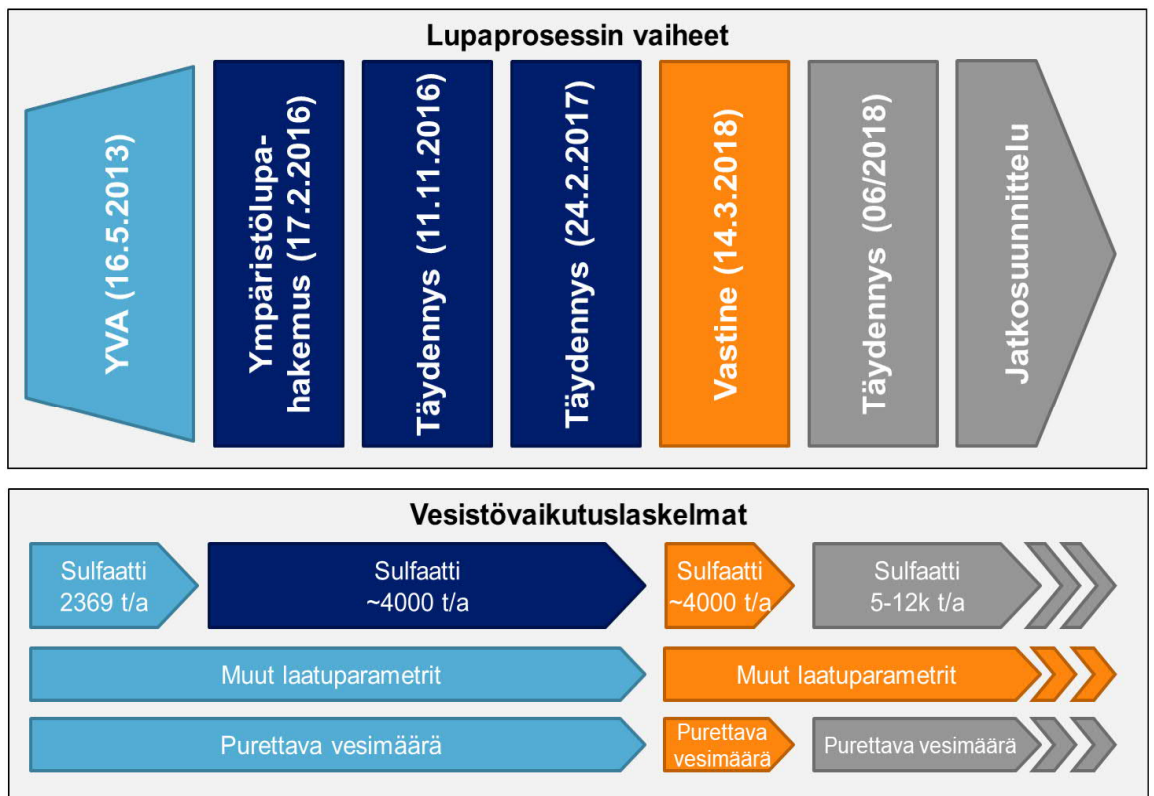 Lupaprosessin vaiheet
YVA (16.5.2013)
Ympäristölupa-
hakemus (17.2.2016)
Täydennys (11.11.2016)
Täydennys (24.2.2017)
Vastine (14.3.2018)
Täydennys (06/2018)
Jatkosuunnittelu
Vesistövaikutuslaskelmat
Sulfaatti
2369 t/a
Sulfaatti
~4000 t/a
Sulfaatti
~4000 t/a
Sulfaatti
5-12k t/a
Muut laatuparametrit
Muut laatuparametrit
Purettava vesimäärä
Purettava
vesimäärä
Purettava vesimäärä